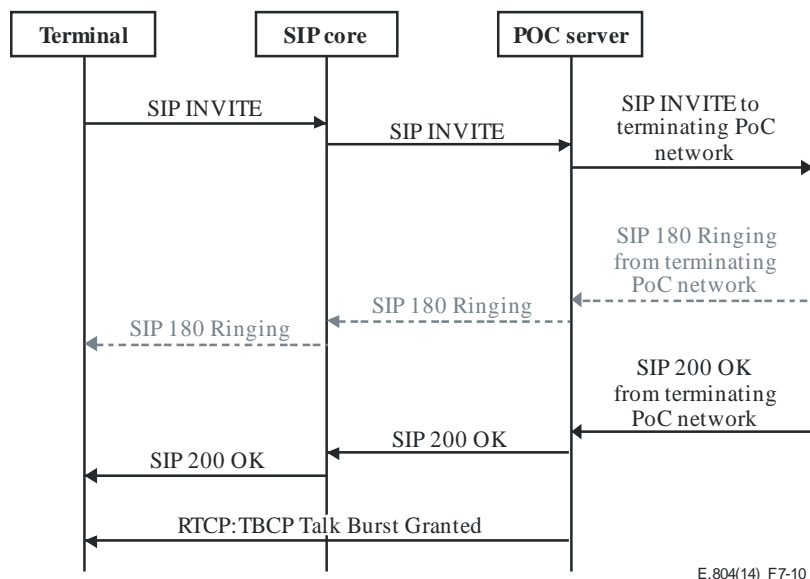 Terminal
SIP core
POC server
SIP INVITE
SIP INVITE
SIP INVITE to
terminating PoC
network
SIP 180 Ringing
from terminating
PoC network
SIP 180 Ringing
SIP 180 Ringing
SIP 200 OK
from terminating
PoC network
SIP 200 OK
SIP 200 OK
RTCP:TBCP Talk Burst Granted
E.804(14)_F7-10